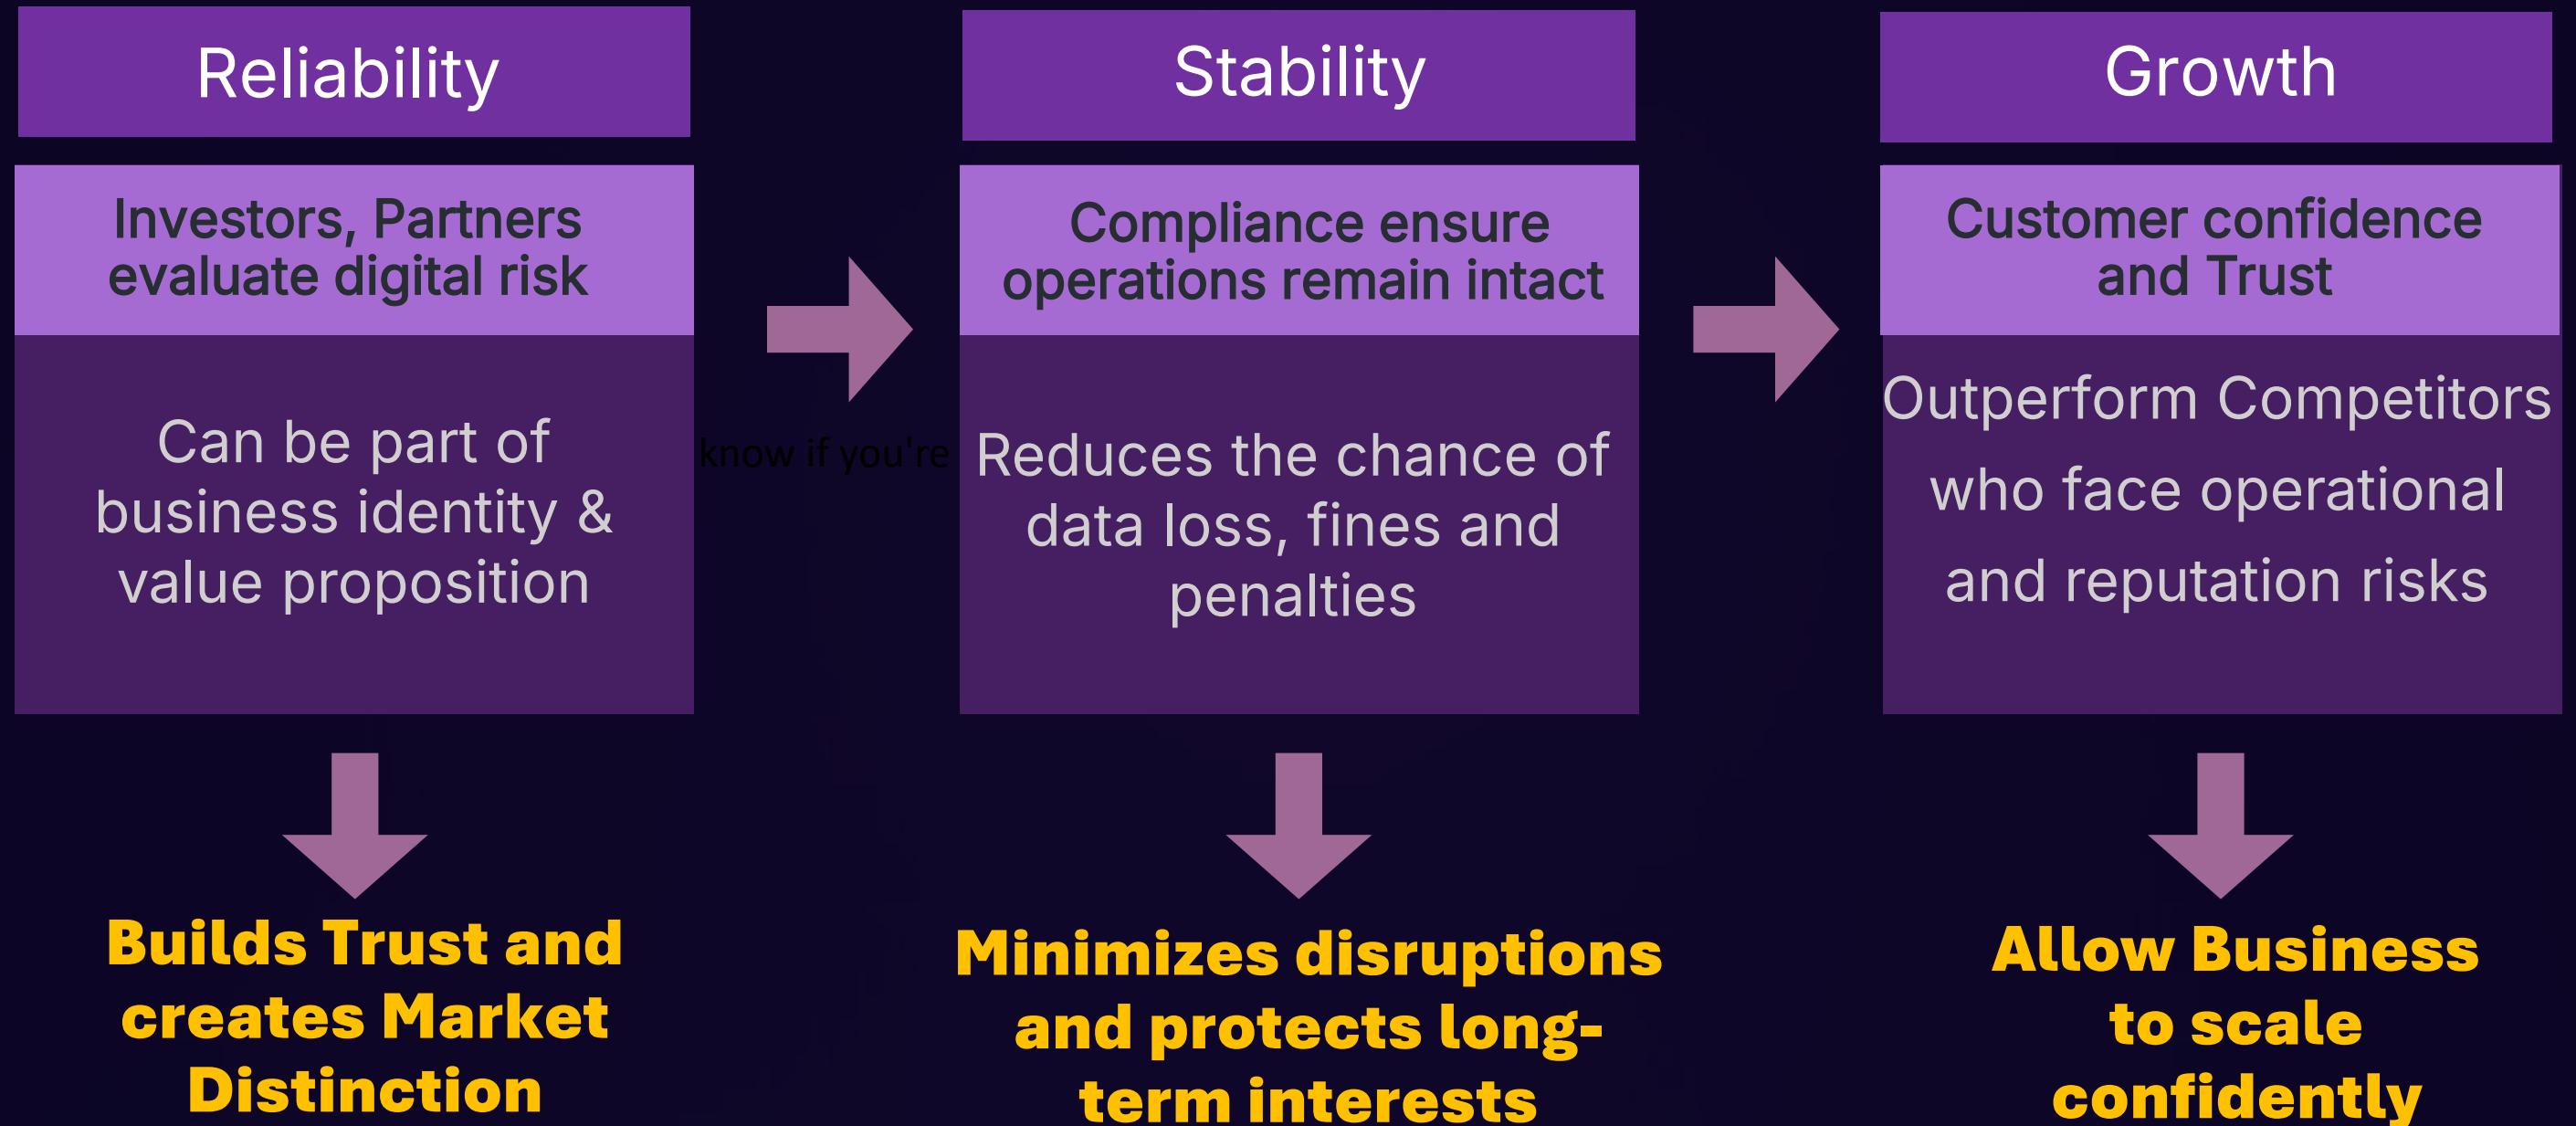 Reliability
Investors, Partners
evaluate digital risk
Can be part of
business identity &
value proposition
Builds Trust and
creates Market
Distinction
know if you're
Stability
Compliance ensure
operations remain intact
Reduces the chance of
data loss, fines and
penalties
Minimizes disruptions
and protects long-
term interests
Growth
Customer confidence
and Trust
Outperform Competitors
who face operational
and reputation risks
Allow Business
to scale
confidently